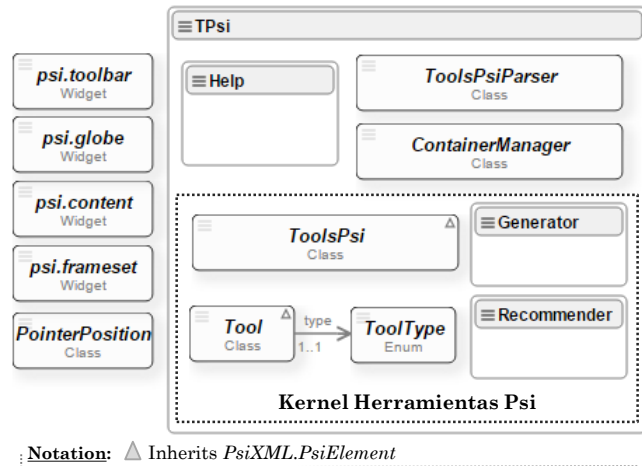 TPsi
psi.toolbar
Widget
psi.globe
Widget
psi.content
Widget
psi.frameset
Widget
PointerPosition
Class
Help
ToolsPsiParser
Class
ContainerManager
Class
ToolsPsi
Class
Generator
Tool
Class
type
1..1
ToolType
Enum
Recommender
Kernel Herramientas Psi
Notation: Inherits PsiXML.PsiElement